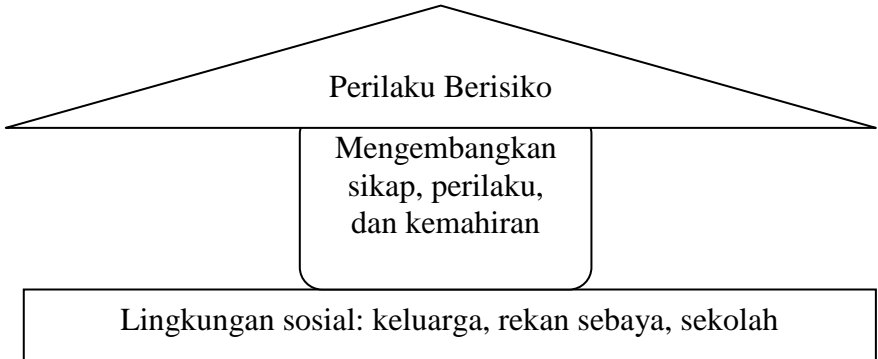 Perilaku Berisiko
Mengembangkan
sikap, perilaku,
dan kemahiran
Lingkungan sosial: keluarga, rekan sebaya, sekolah